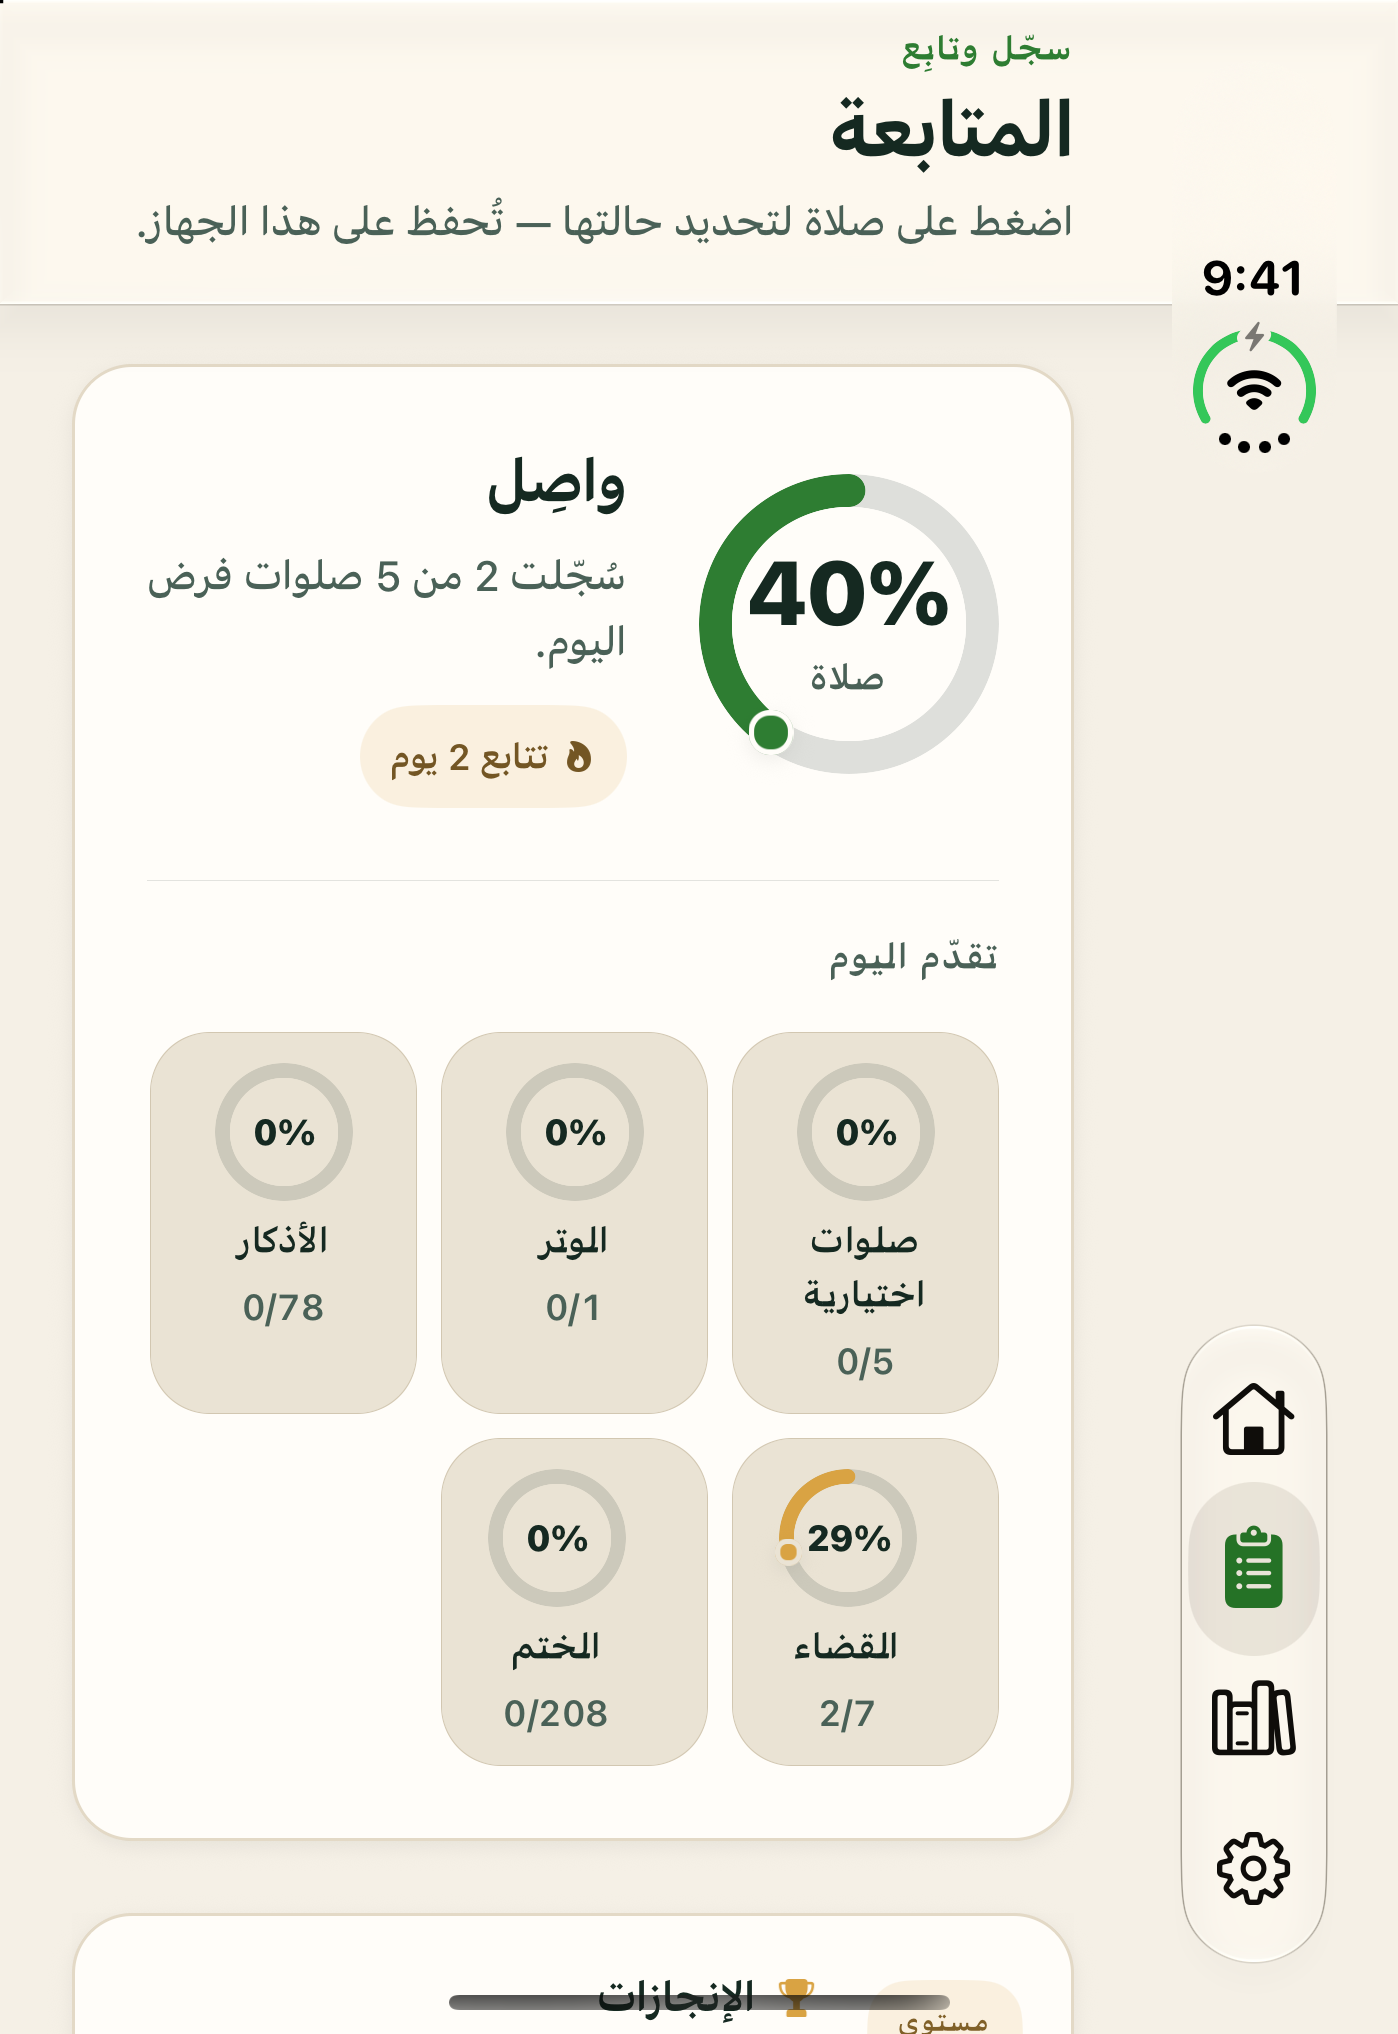 سجّل وتابِع
المتابعة
اضغط على صلاة لتحديد حالتها — تُحفظ على هذا الجهاز.
9:41
40%
صلاة
واصِل
سُجّلت 2 من 5 صلوات فرض
اليوم.
تتابع 2 يوم
تقدّم اليوم
0%
صلوات
اختيارية
0/5
0%
الوتر
0/1
0%
الأذكار
0/78
29%
القضاء
2/7
0%
الختم
0/208
مستوى
الإنجازات